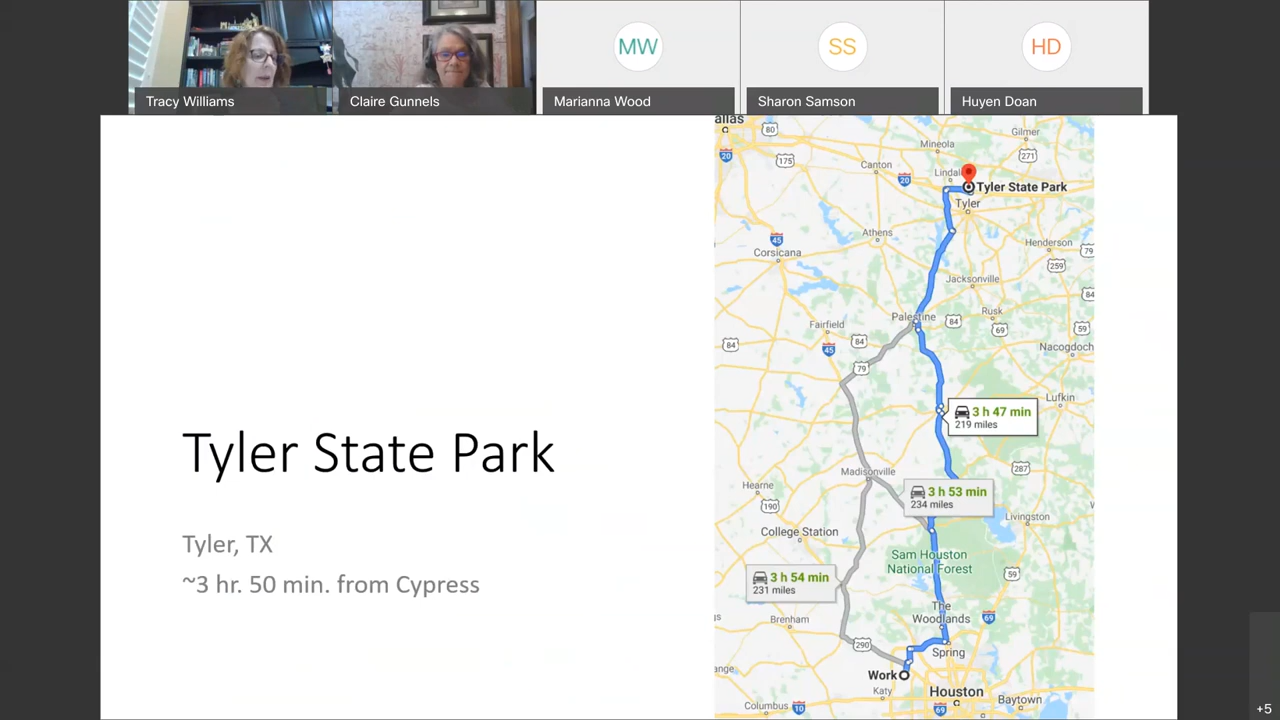 MW
SS
HD
Tracy Williams
Claire Gunnels
Marianna Wood
Sharon Samson
Huyen Doan
Tyler State Park
Tyler, TX
~3 hr. 50 min. from Cypress
allas
80
Gilmer
Mineola
20
175
Canton
271
20
Lindal
Tyler State Park
Tyler
Athens
45
Corsicana
Henderson
79
259
Jacksonville
84
Palestine
Rusk
Fairfield
84
69
59
84
45
84
Nacogdoch
79
Lufkin
3 h 47 min
219 miles
Madisonville
287
Hearne
3 h 53 min
234 miles
190
Livingston
College Station
Sam Houston
National Forest
59
3 h 54 min
231 miles
gs
The
Woodlands
69
Brenham
290
Spring
ange
Work
Katy
Houston
Baytown
Columbus
10
69
+5